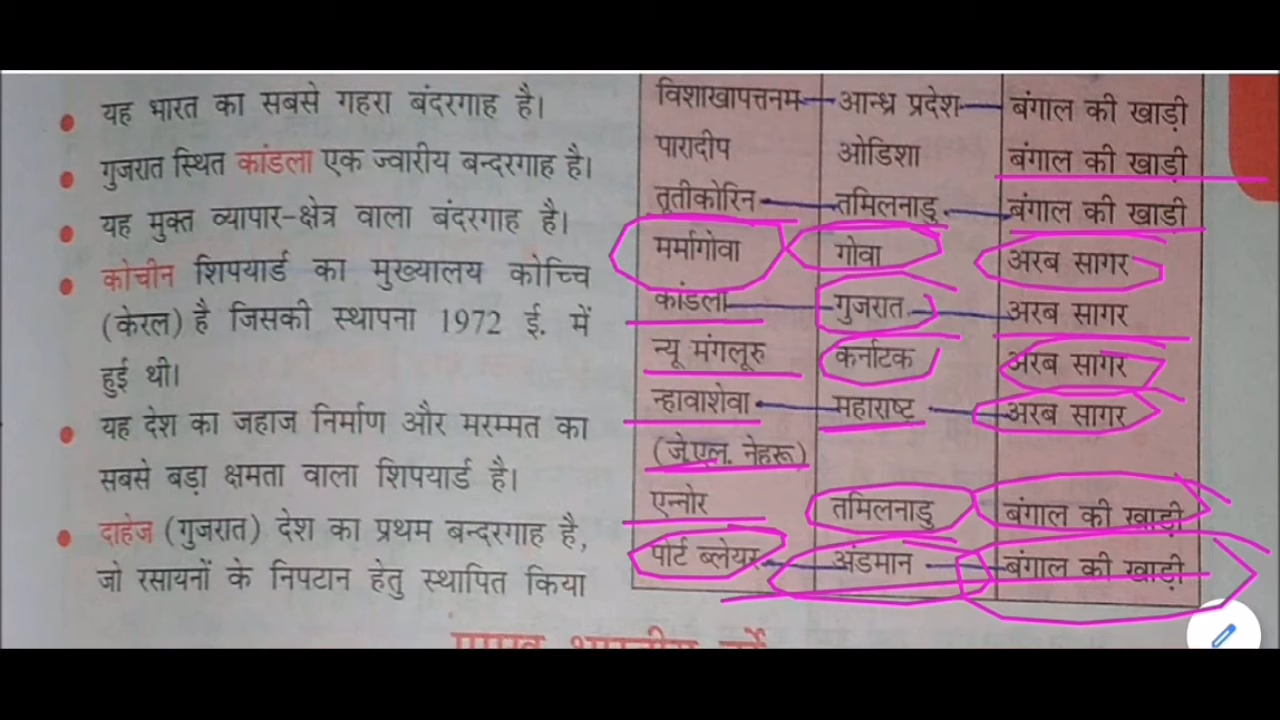 यह भारत का सबसे गहरा बंदरगाह है।
गुजरात स्थित कांडला एक ज्वारीय बन्दरगाह है।
यह मुक्त व्यापार-क्षेत्र वाला बंदरगाह है।
कोचीन शिपयार्ड का मुख्यालय कोच्चि
(केरल) है जिसकी स्थापना 1972 ई. में
हुई थी।
यह देश का जहाज निर्माण और मरम्मत का
सबसे बड़ा क्षमता वाला शिपयार्ड है।
दाहेज (गुजरात) देश का प्रथम बन्दरगाह है,
जो रसायनों के निपटान हेतु स्थापित किया
विशाखापत्तनम आन्ध्र प्रदेश बंगाल की खाड़ी
पारादीप ओडिशा बंगाल की खाड़ी
तूतीकोरिन तमिलनाडु बंगाल की खाड़ी
मर्मागोवा गोवा अरब सागर
कांडला गुजरात अरब सागर
न्यू मंगलूरु कर्नाटक अरब सागर
न्हावाशेवा महाराष्ट अरब सागर
(जे.एल. नेहरू)
एन्नोर तमिलनाडु बंगाल की खाड़ी
पोर्ट ब्लेयर अंडमान बंगाल की खाड़ी